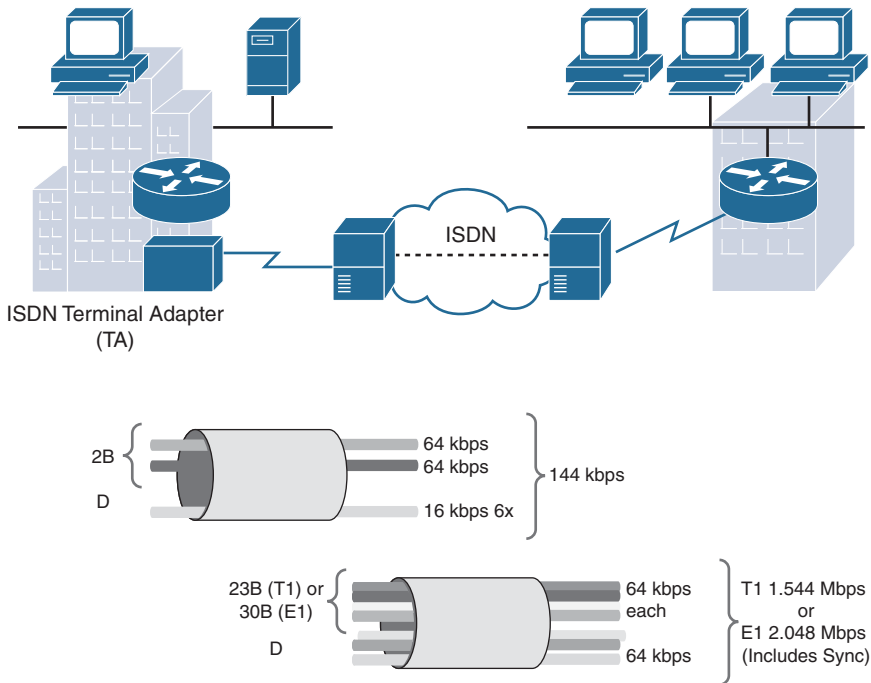 ISDN
ISDN Terminal Adapter
(TA)
2B
D
64 kbps
64 kbps
16 kbps 6x
144 kbps
23B (T1) or
30B (E1)
D
64 kbps
each
64 kbps
T1 1.544 Mbps
or
E1 2.048 Mbps
(Includes Sync)